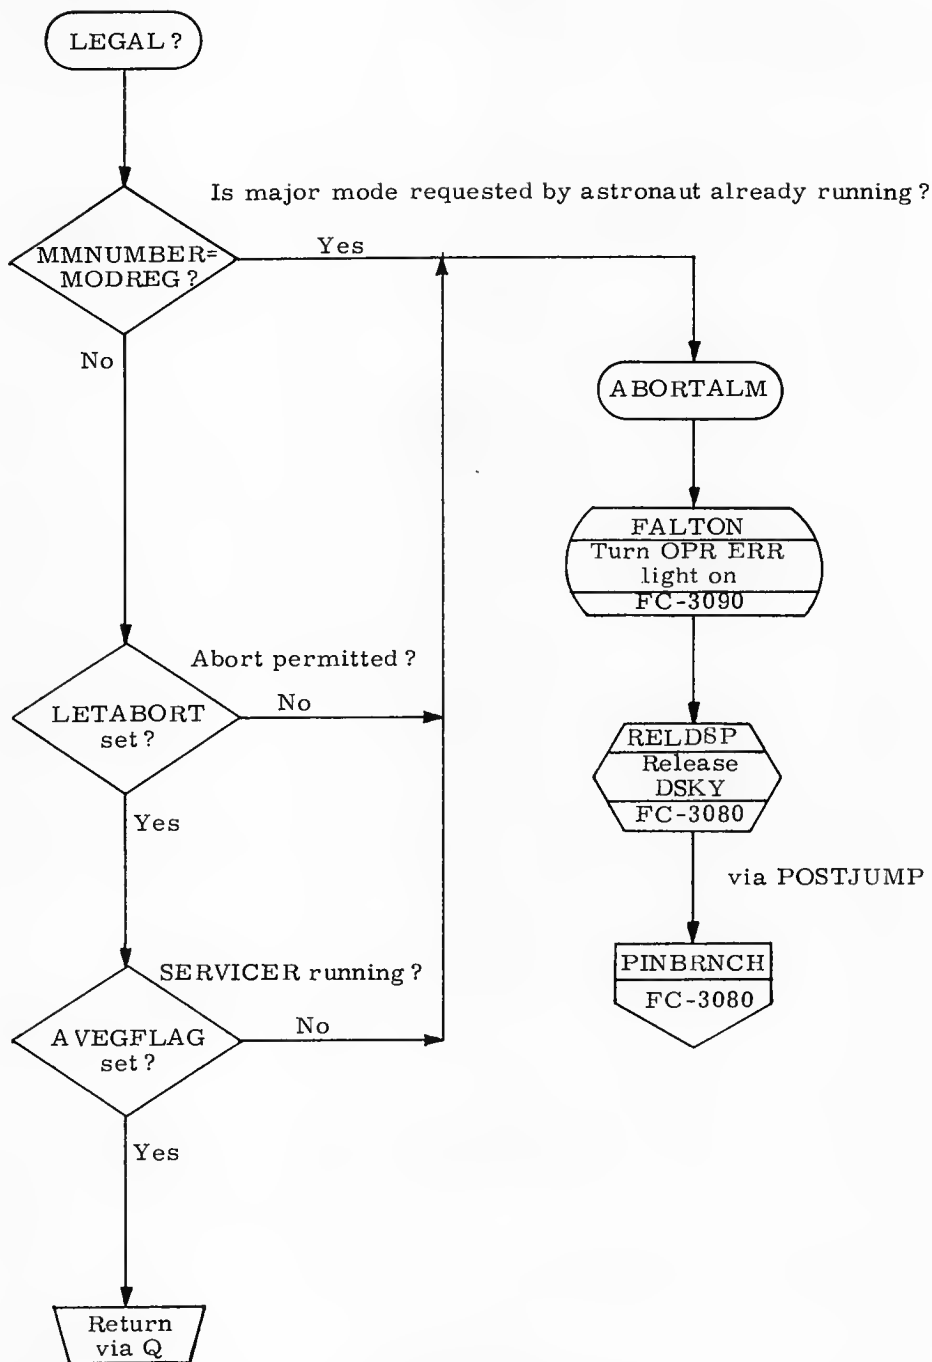 LEGAL?
Is major mode requested by astronaut already running?
MMNUMBER=
MODREG?
Yes
No
ABORTALM
FALTON
Turn OPR ERR
light on
FC-3090
Abort permitted?
LETABORT
set?
No
Yes
RELDSP
Release
DSKY
FC-3080
via POSTJUMP
PINBRNCH
FC-3080
SERVICER running?
AVEGFLAG
set?
No
Yes
Return
via Q